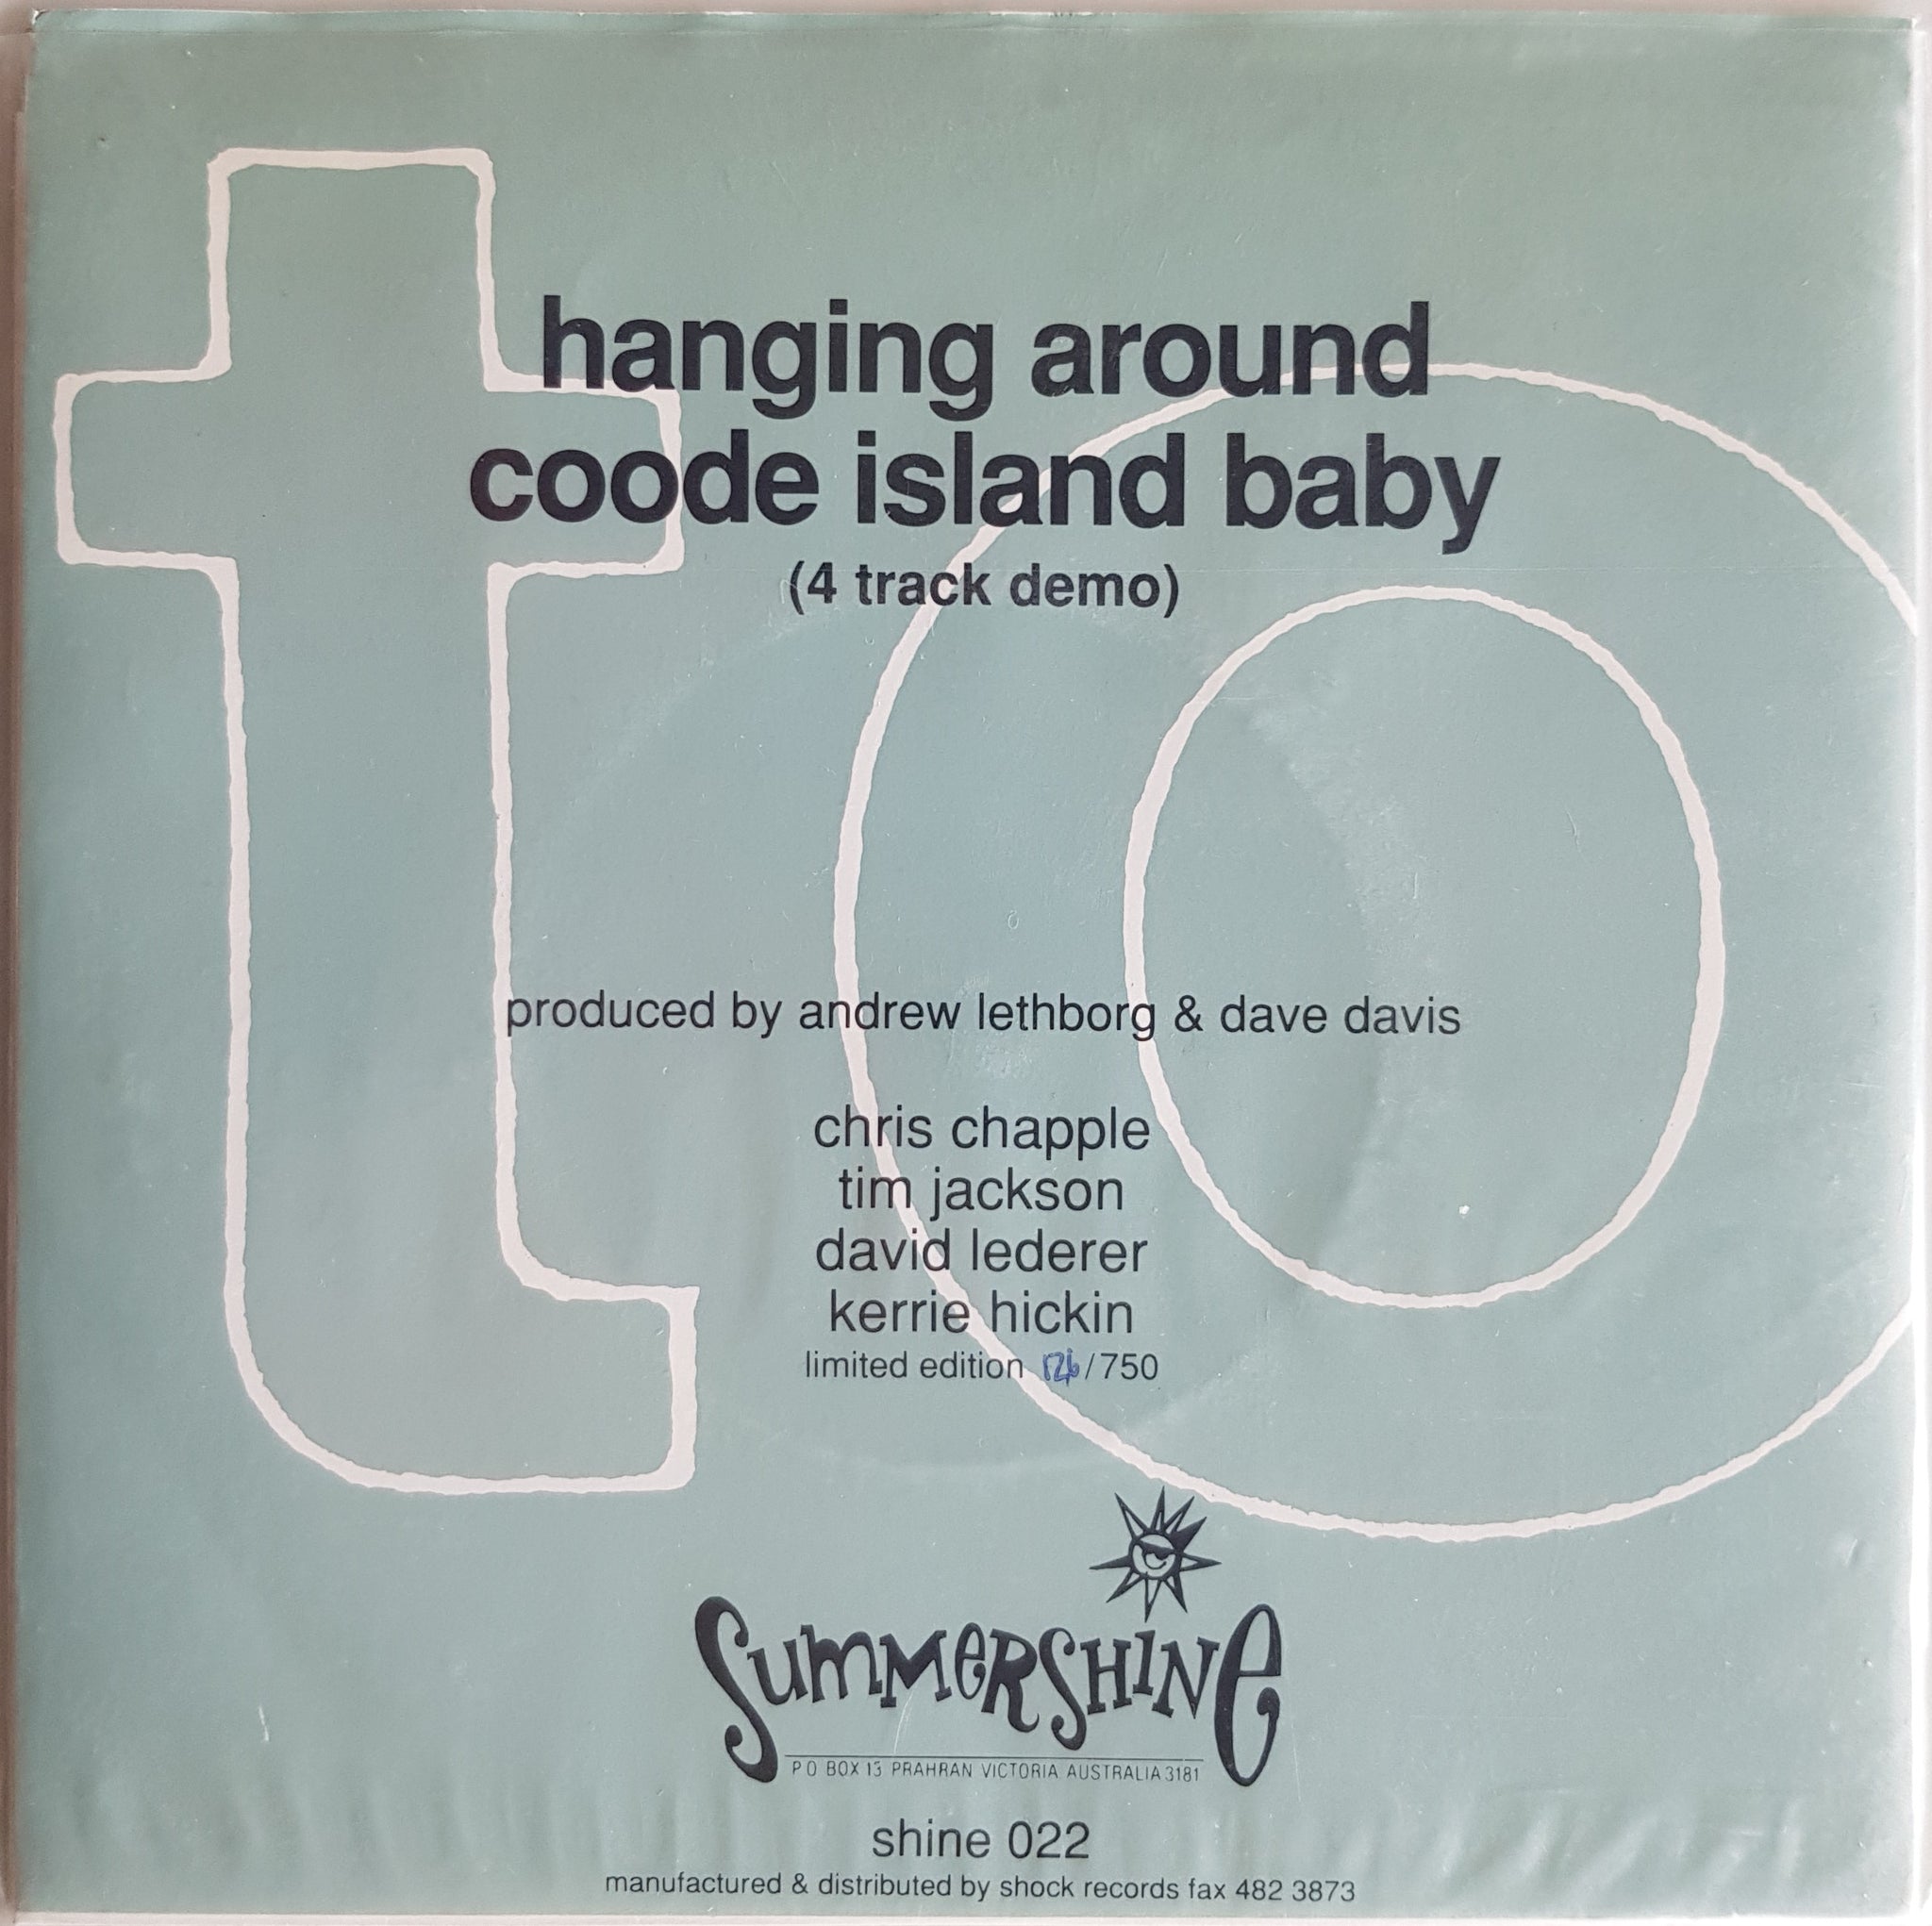 to
hanging around
coode island baby
(4 track demo)
produced by andrew lethborg & dave davis
chris chapple
tim jackson
david lederer
kerrie hickin
limited edition 126/750
SummerShine
P O BOX 13 PRAHRAN VICTORIA AUSTRALIA 3181
shine 022
manufactured & distributed by shock records fax 482 3873